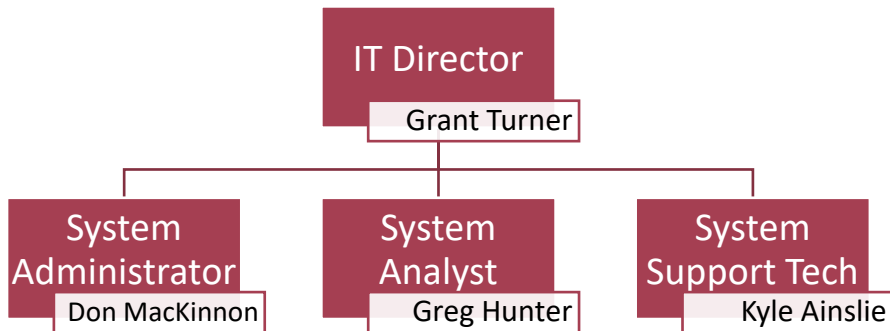 IT Director
Grant Turner
System
Administrator
Don MacKinnon
System
Analyst
Greg Hunter
System
Support Tech
Kyle Ainslie